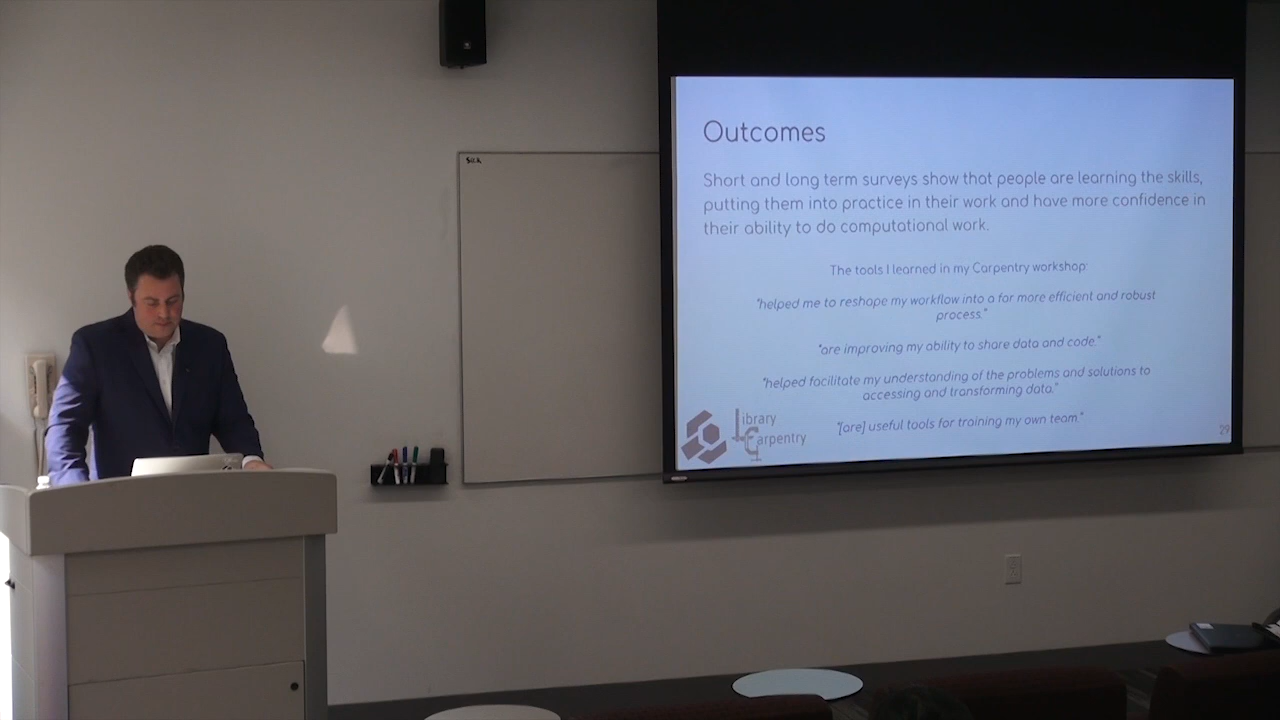 Outcomes
Short and long term surveys show that people are learning the skills,
putting them into practice in their work and have more confidence in
their ability to do computational work.
The tools I learned in my Carpentry workshop:
"helped me to reshape my workflow into a far more efficient and robust
process."
"are improving my ability to share data and code."
"helped facilitate my understanding of the problems and solutions to
accessing and transforming data."
"[are] useful tools for training my own team."
Library
Carpentry
29